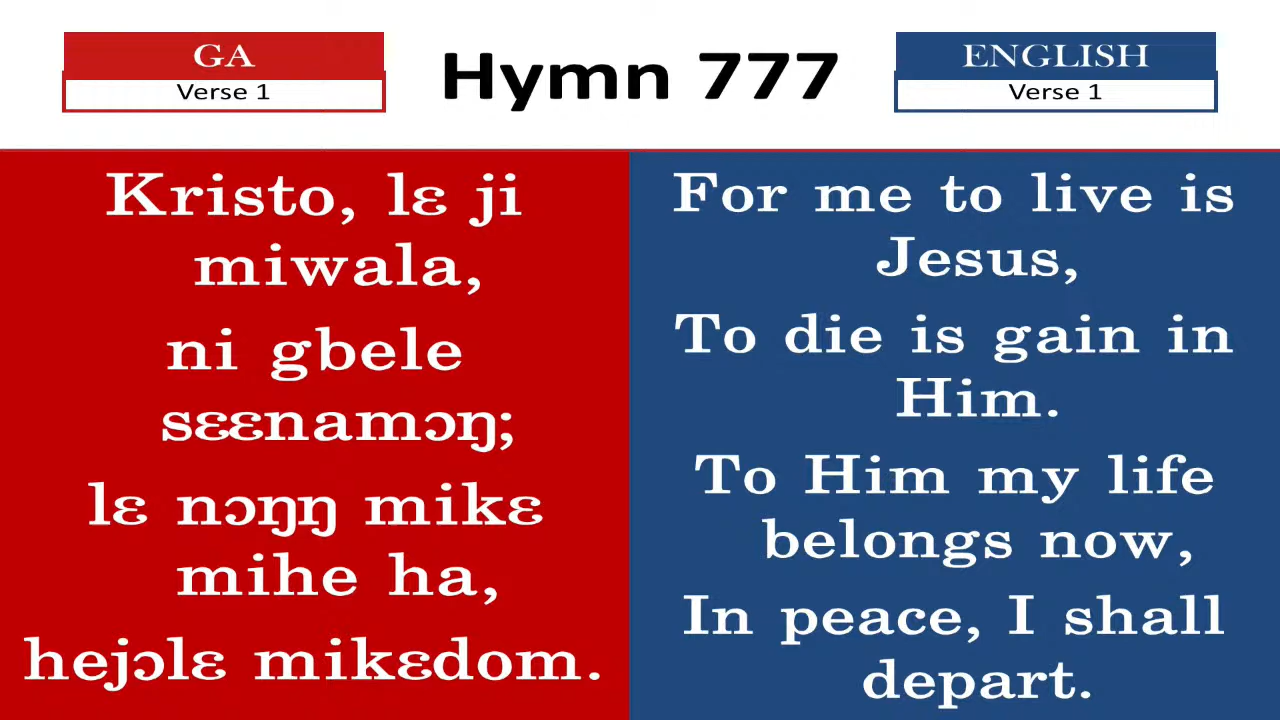 GA
Verse 1
Hymn 777
ENGLISH
Verse 1
Kristo, lɛ ji
miwala,
ni gbele
sɛɛnamɔŋ;
lɛ nɔŋŋ mikɛ
mihe ha,
hejɔlɛ mikɛdom.
For me to live is
Jesus,
To die is gain in
Him.
To Him my life
belongs now,
In peace, I shall
depart.